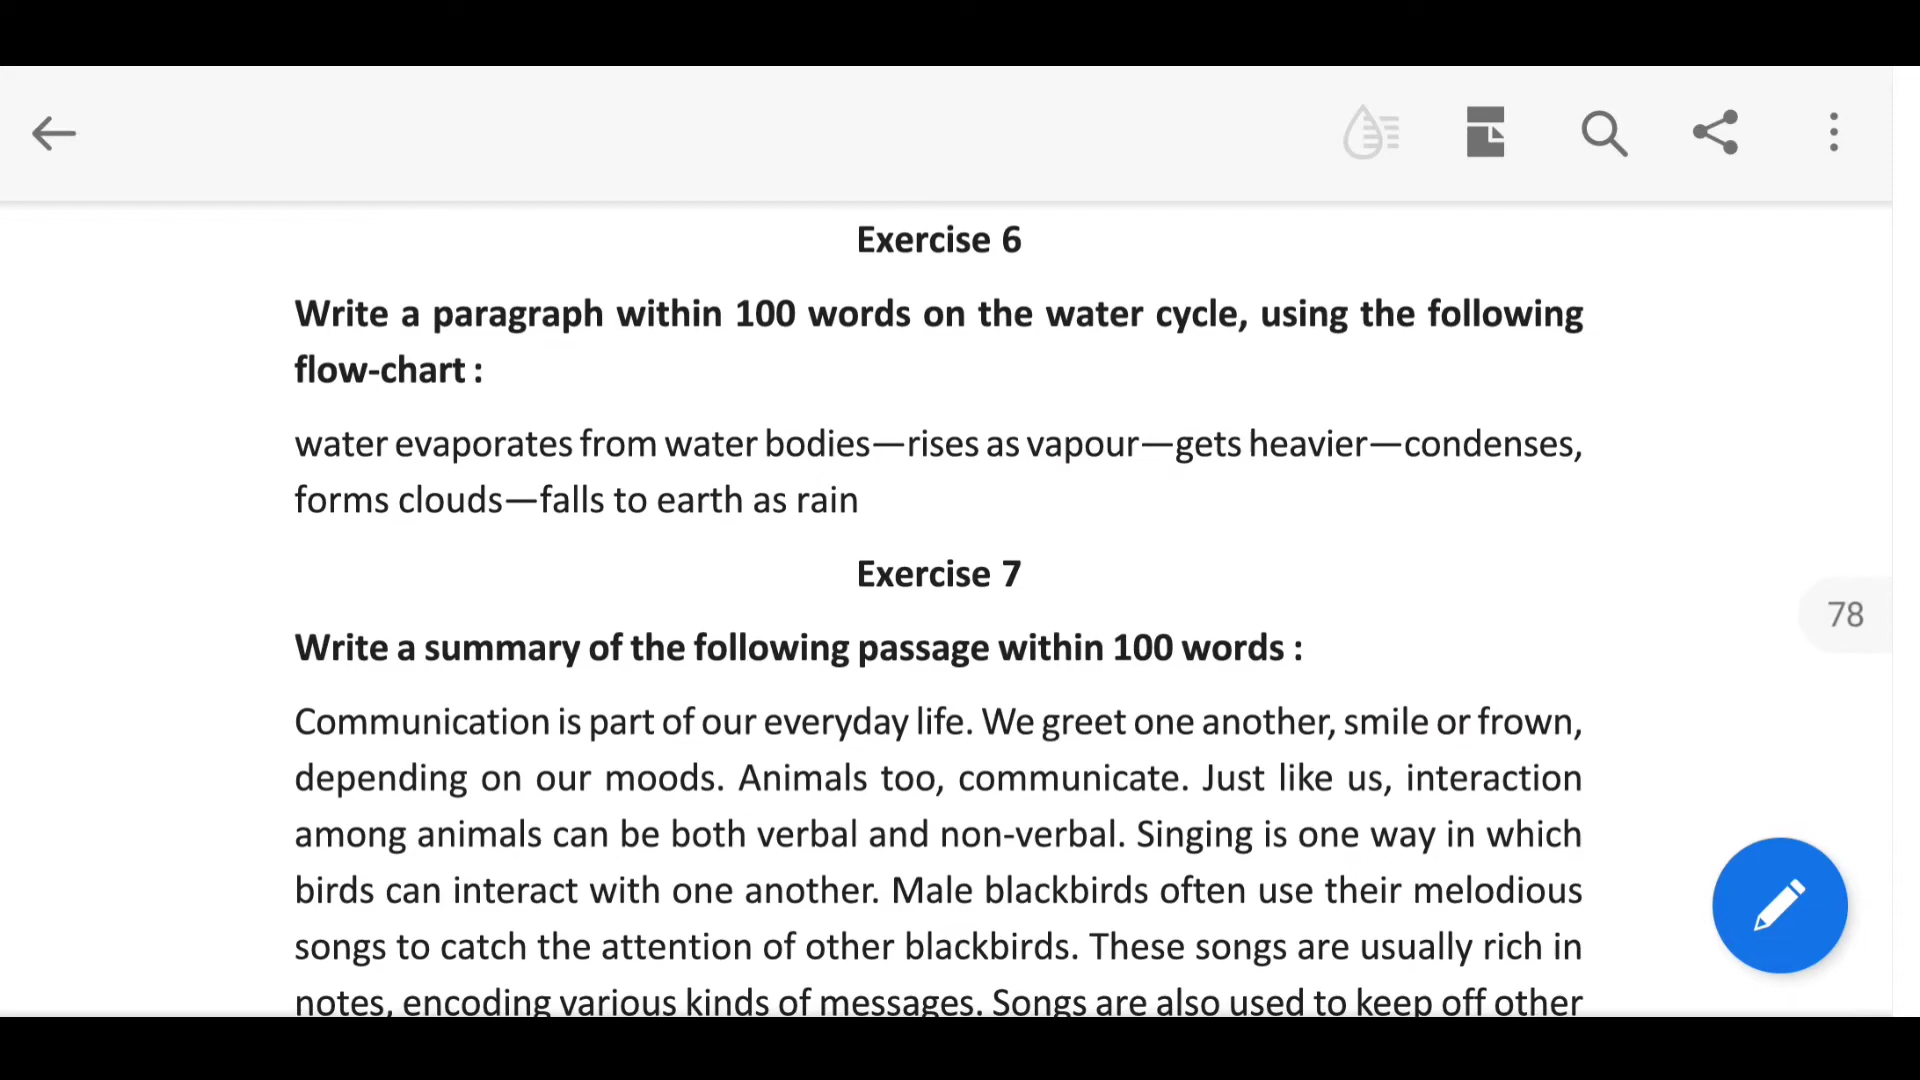 Exercise 6
Write a paragraph within 100 words on the water cycle, using the following
flow-chart :
water evaporates from water bodies—rises as vapour—gets heavier—condenses,
forms clouds—falls to earth as rain
Exercise 7
78
Write a summary of the following passage within 100 words :
Communication is part of our everyday life. We greet one another, smile or frown,
depending on our moods. Animals too, communicate. Just like us, interaction
among animals can be both verbal and non-verbal. Singing is one way in which
birds can interact with one another. Male blackbirds often use their melodious
songs to catch the attention of other blackbirds. These songs are usually rich in
notes, encoding various kinds of messages. Songs are also used to keep off other